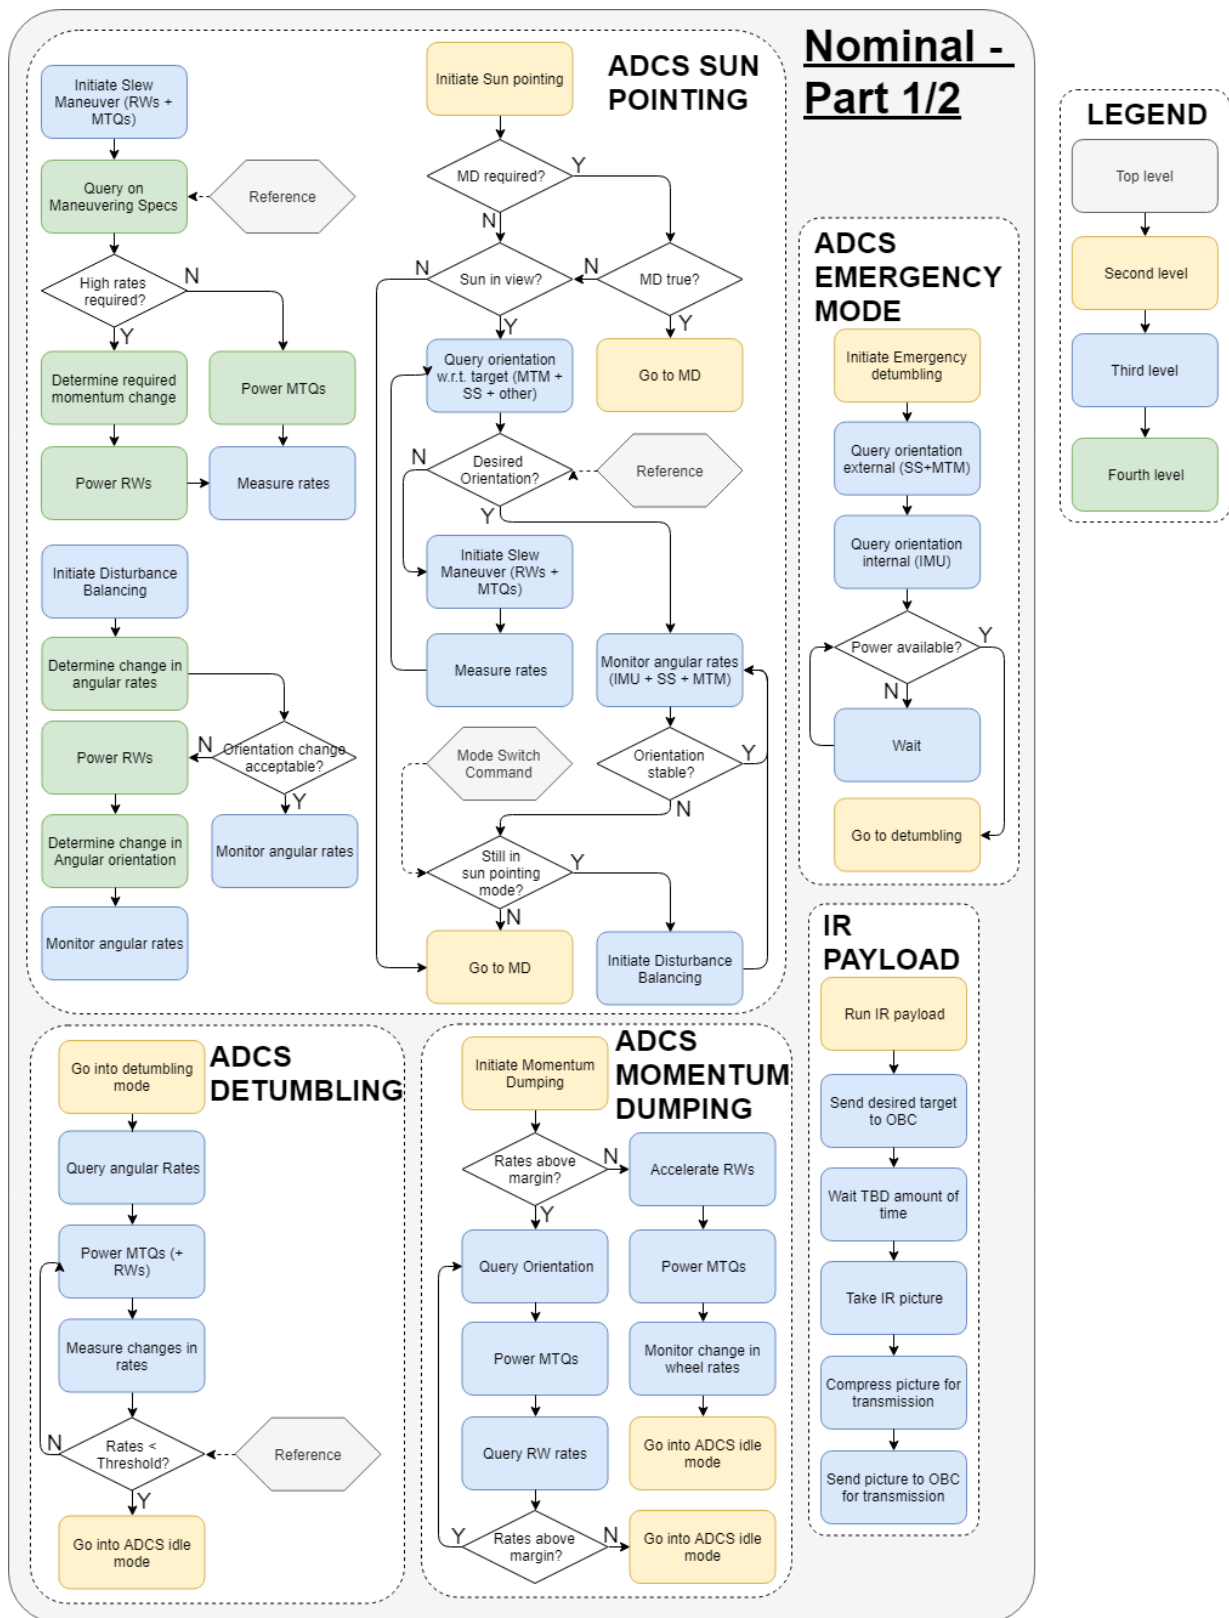 Nominal -
Part 1/2
ADCS SUN
POINTING
Initiate Slew
Maneuver (RWs +
MTQs)
Query on
Maneuvering Specs
Reference
High rates
required?
N
Y
Determine required
momentum change
Power MTQs
Power RWs
Measure rates
Initiate Disturbance
Balancing
Determine change in
angular rates
Orientation change
acceptable?
N
Y
Power RWs
Determine change in
Angular orientation
Monitor angular rates
Monitor angular rates
Initiate Sun pointing
MD required?
Y
N
Sun in view?
N
Y
MD true?
N
Y
Go to MD
Query orientation
w.r.t. target (MTM +
SS + other)
Desired
Orientation?
N
Y
Reference
Initiate Slew
Maneuver (RWs +
MTQs)
Measure rates
Monitor angular rates
(IMU + SS + MTM)
Orientation
stable?
Y
N
Mode Switch
Command
Still in
sun pointing
mode?
Y
N
Go to MD
Initiate Disturbance
Balancing
ADCS
EMERGENCY
MODE
Initiate Emergency
detumbling
Query orientation
external (SS+MTM)
Query orientation
internal (IMU)
Power available?
Y
N
Wait
Go to detumbling
LEGEND
Top level
Second level
Third level
Fourth level
ADCS
DETUMBLING
Go into detumbling
mode
Query angular Rates
Power MTQs (+
RWs)
Measure changes in
rates
Rates <
Threshold?
N
Y
Reference
Go into ADCS idle
mode
ADCS
MOMENTUM
DUMPING
Initiate Momentum
Dumping
Rates above
margin?
N
Y
Accelerate RWs
Query Orientation
Power MTQs
Power MTQs
Monitor change in
wheel rates
Query RW rates
Go into ADCS idle
mode
Rates above
margin?
Y
N
Go into ADCS idle
mode
IR
PAYLOAD
Run IR payload
Send desired target
to OBC
Wait TBD amount of
time
Take IR picture
Compress picture for
transmission
Send picture to OBC
for transmission